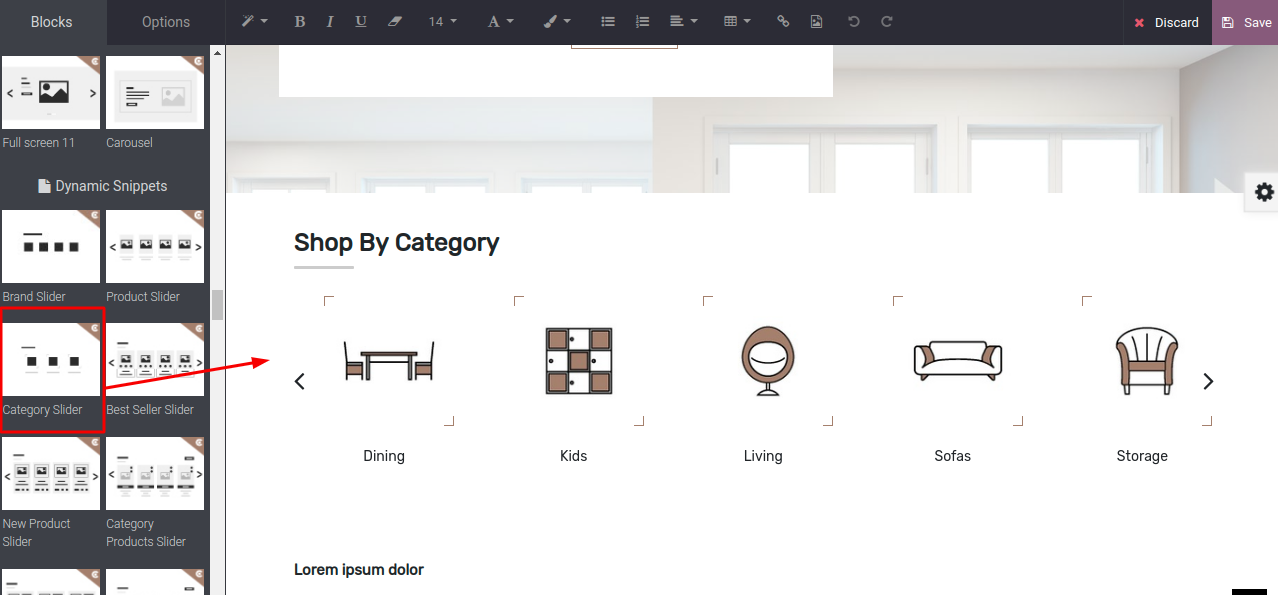 Blocks
Options
B
I
U
14
A
Discard
Save
Full screen 11
Carousel
Dynamic Snippets
Brand Slider
Product Slider
Category Slider
Best Seller Slider
New Product
Slider
Category
Products Slider
Shop By Category
Dining
Kids
Living
Sofas
Storage
Lorem ipsum dolor